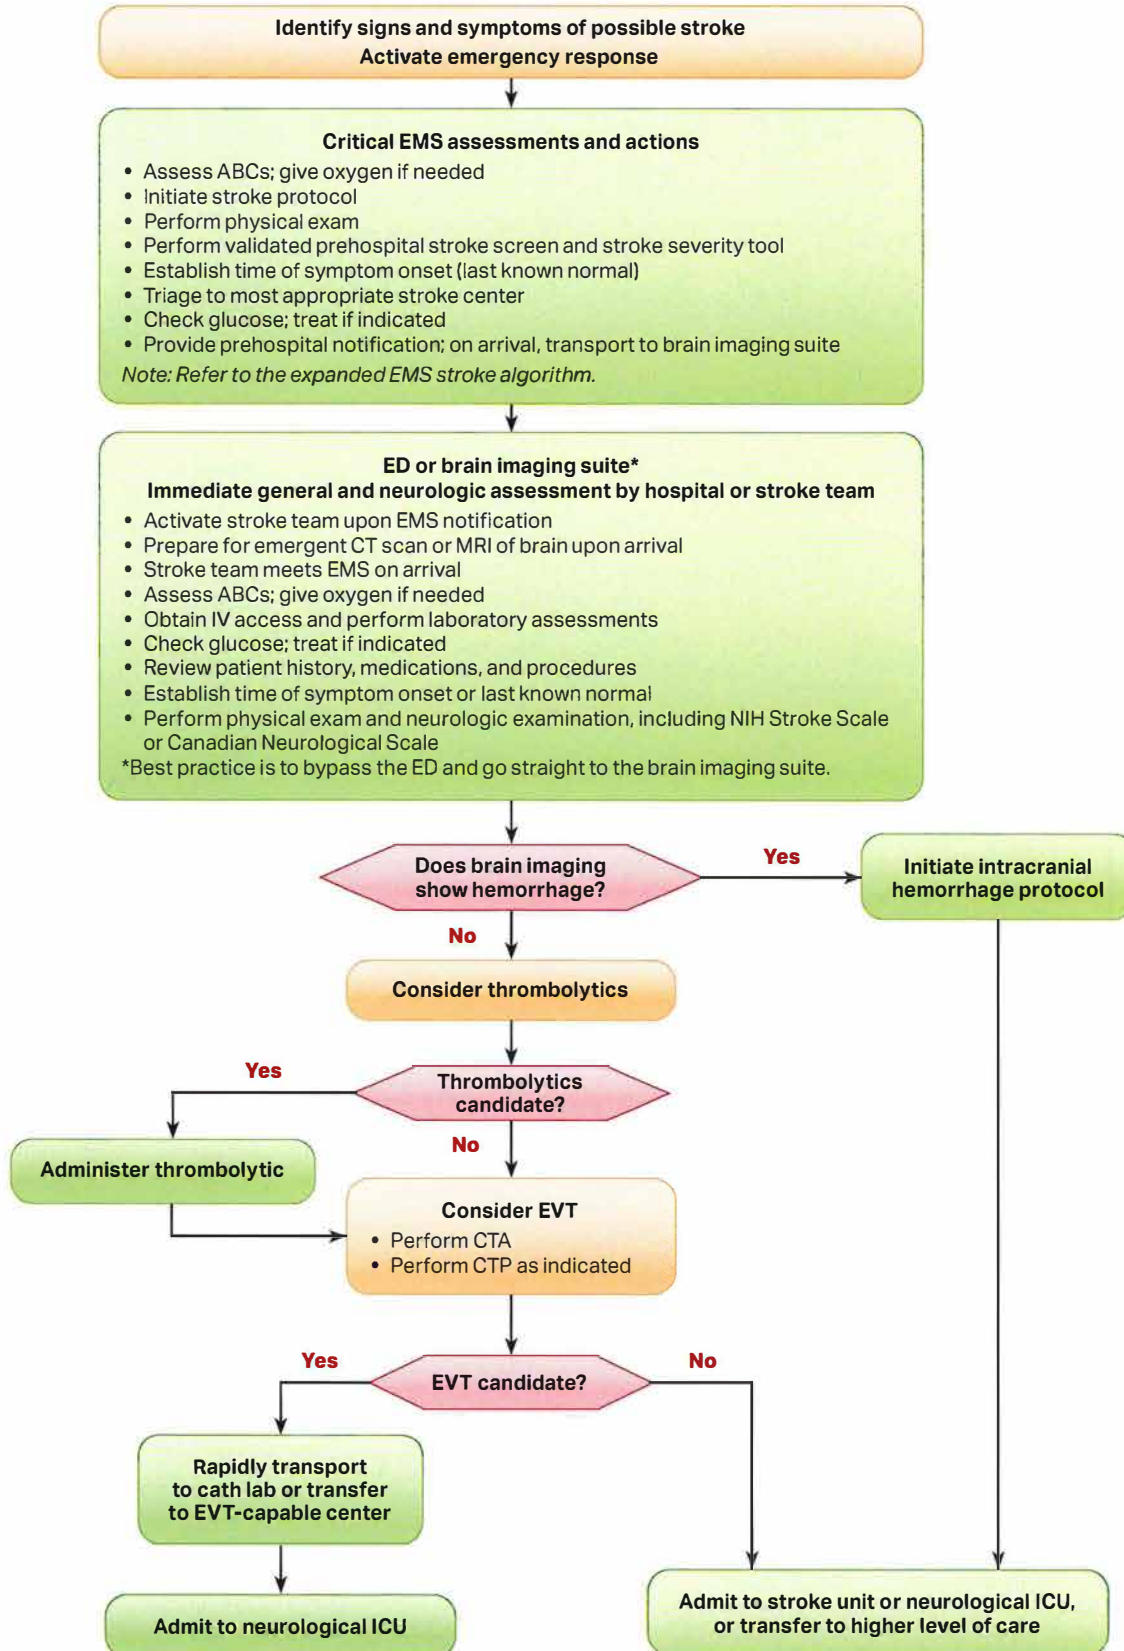 Identify signs and symptoms of possible stroke
Activate emergency response
Critical EMS assessments and actions
• Assess ABCs; give oxygen if needed
• Initiate stroke protocol
• Perform physical exam
• Perform validated prehospital stroke screen and stroke severity tool
• Establish time of symptom onset (last known normal)
• Triage to most appropriate stroke center
• Check glucose; treat if indicated
• Provide prehospital notification; on arrival, transport to brain imaging suite
Note: Refer to the expanded EMS stroke algorithm.
ED or brain imaging suite*
Immediate general and neurologic assessment by hospital or stroke team
• Activate stroke team upon EMS notification
• Prepare for emergent CT scan or MRI of brain upon arrival
• Stroke team meets EMS on arrival
• Assess ABCs; give oxygen if needed
• Obtain IV access and perform laboratory assessments
• Check glucose; treat if indicated
• Review patient history, medications, and procedures
• Establish time of symptom onset or last known normal
• Perform physical exam and neurologic examination, including NIH Stroke Scale
or Canadian Neurological Scale
*Best practice is to bypass the ED and go straight to the brain imaging suite.
Does brain imaging
show hemorrhage?
Yes
Initiate intracranial
hemorrhage protocol
No
Consider thrombolytics
Yes
Thrombolytics
candidate?
No
Administer thrombolytic
Consider EVT
• Perform CTA
• Perform CTP as indicated
Yes
EVT candidate?
No
Rapidly transport
to cath lab or transfer
to EVT-capable center
Admit to neurological ICU
Admit to stroke unit or neurological ICU,
or transfer to higher level of care